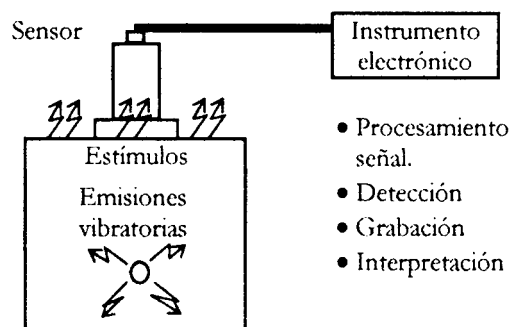 Sensor
Instrumento
electrónico
Estímulos
Emisiones
vibratorias
• Procesamiento
señal.
• Detección
• Grabación
• Interpretación